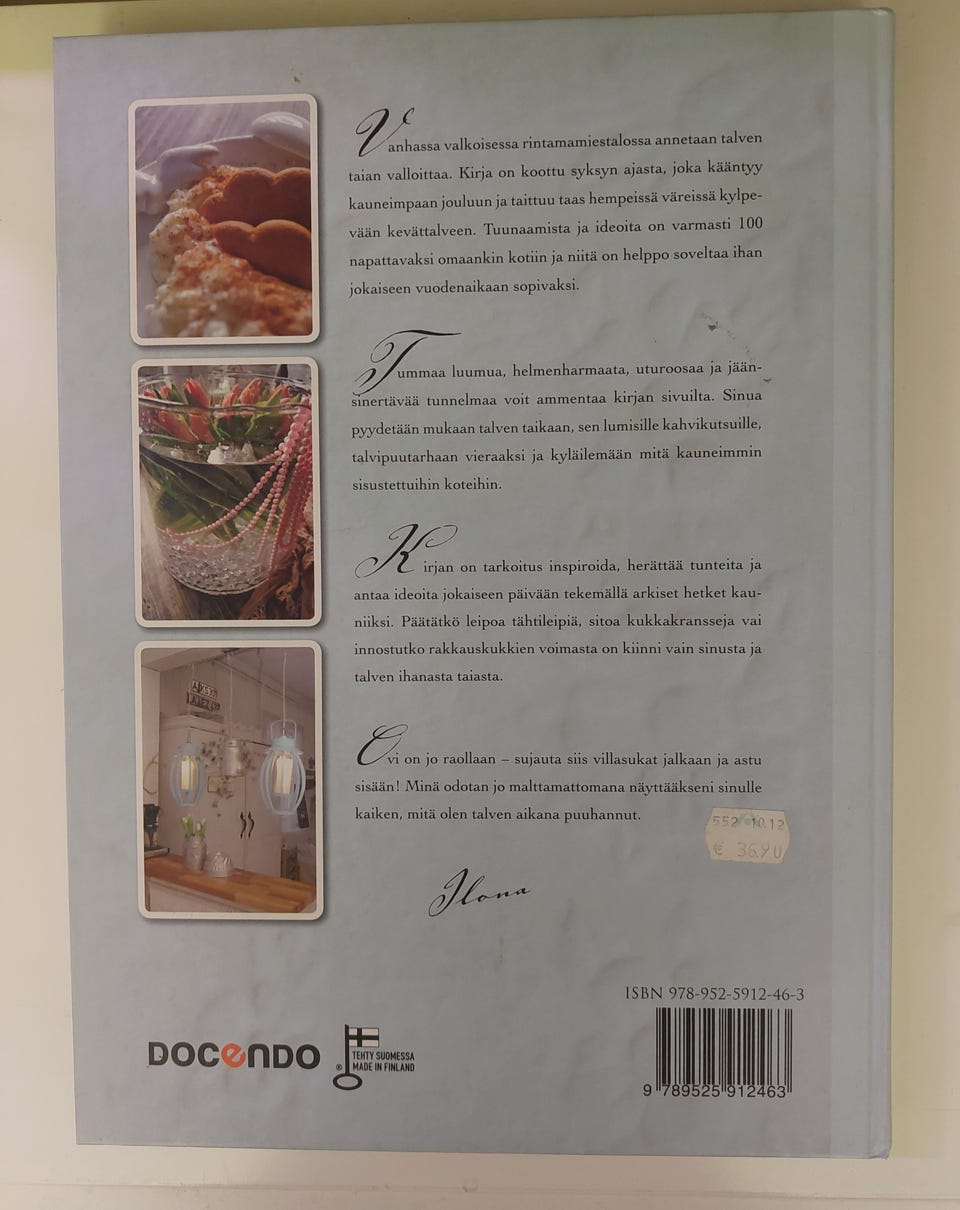 Vanhassa valkoisessa rintamamiestalossa annetaan talven
taian valloittaa. Kirja on koottu syksyn ajasta, joka kääntyy
kauneimpaan jouluun ja taittuu taas hempeissä väreissä kylpe-
vään kevättalveen. Tuunaamista ja ideoita on varmasti 100
napattavaksi omaankin kotiin ja niitä on helppo soveltaa ihan
jokaiseen vuodenaikaan sopivaksi.
Tummaa luumua, helmenharmaata, uturoosaa ja jään-
sinertävää tunnelmaa voit ammentaa kirjan sivuilta. Sinua
pyydetään mukaan talven taikaan, sen lumisille kahvikutsuille,
talvipuutarhaan vieraaksi ja kyläilemään mitä kauneimmin
sisustettuihin koteihin.
Kirjan on tarkoitus inspiroida, herättää tunteita ja
antaa ideoita jokaiseen päivään tekemällä arkiset hetket kau-
niiksi. Päätätkö leipoa tähtileipiä, sitoa kukkakransseja vai
innostutko rakkauskukkien voimasta on kiinni vain sinusta ja
talven ihanasta taiasta.
Ovi on jo raollaan – sujauta siis villasukat jalkaan ja astu
sisään! Minä odotan jo malttamattomana näyttääkseni sinulle
kaiken, mitä olen talven aikana puuhannut.
552 10.12
€ 36.90
Ilona
ISBN 978-952-5912-46-3
9 789525 912463
DOCENDO
TEHTY SUOMESSA
® MADE IN FINLAND